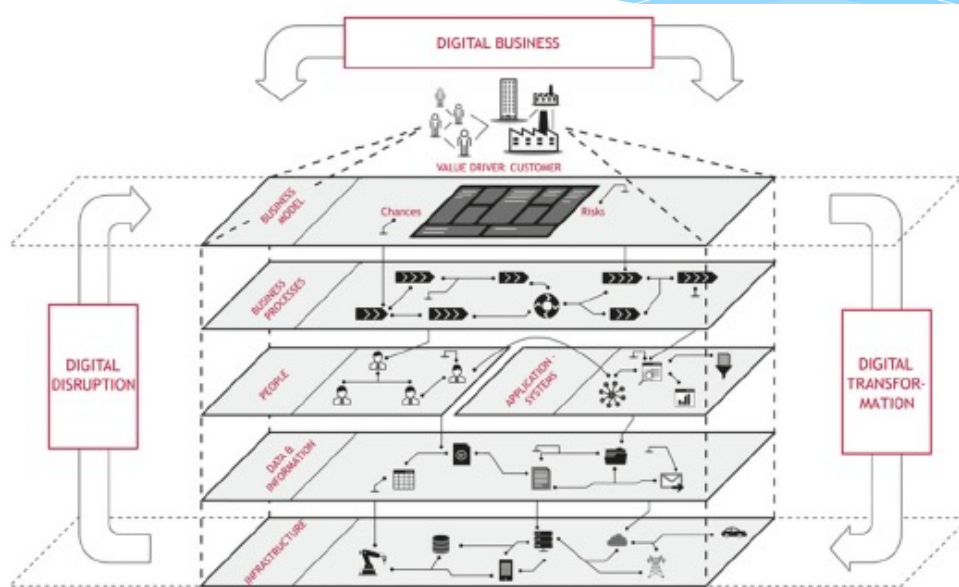 DIGITAL BUSINESS
VALUE DRIVER: CUSTOMER
BUSINESS
MODEL
Chances
Risks
BUSINESS
PROCESSES
DIGITAL
DISRUPTION
DIGITAL
TRANSFOR-
MATION
PEOPLE
APPLICATION -
SYSTEMS
DATA &
INFORMATION
INFRASTRUCTURE